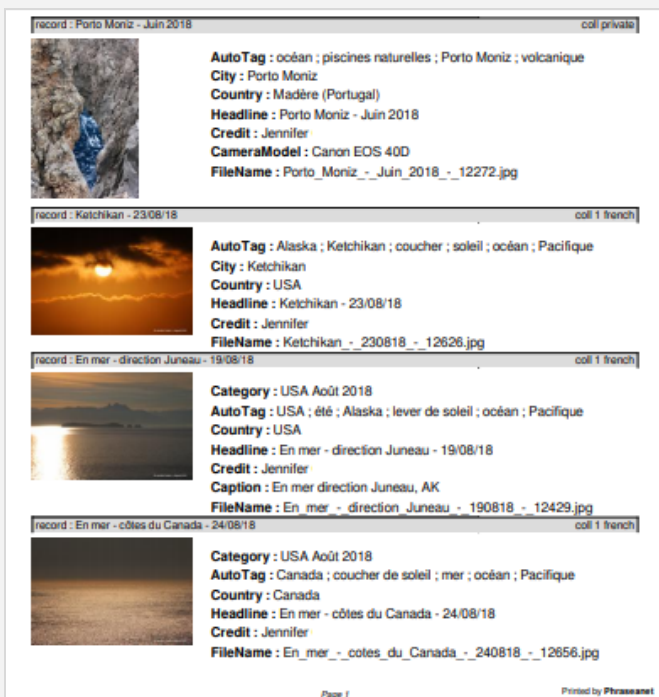 record : Porto Moniz - Juin 2018 coll private
AutoTag : océan ; piscines naturelles ; Porto Moniz ; volcanique
City : Porto Moniz
Country : Madère (Portugal)
Headline : Porto Moniz - Juin 2018
Credit : Jennifer
CameraModel : Canon EOS 40D
FileName : Porto_Moniz_-_Juin_2018_-_12272.jpg
record : Ketchikan - 23/08/18 coll 1 french
AutoTag : Alaska ; Ketchikan ; coucher ; soleil ; océan ; Pacifique
City : Ketchikan
Country : USA
Headline : Ketchikan - 23/08/18
Credit : Jennifer
FileName : Ketchikan_-_230818_-_12626.jpg
record : En mer - direction Juneau - 19/08/18 coll 1 french
Category : USA Août 2018
AutoTag : USA ; été ; Alaska ; lever de soleil ; océan ; Pacifique
Country : USA
Headline : En mer - direction Juneau - 19/08/18
Credit : Jennifer
Caption : En mer direction Juneau, AK
FileName : En_mer_-_direction_Juneau_-_190818_-_12429.jpg
record : En mer - côtes du Canada - 24/08/18 coll 1 french
Category : USA Août 2018
AutoTag : Canada ; coucher de soleil ; mer ; océan ; Pacifique
Country : Canada
Headline : En mer - côtes du Canada - 24/08/18
Credit : Jennifer
FileName : En_mer_-_cotes_du_Canada_-_240818_-_12656.jpg
Page 1 Printed by Phraseanet